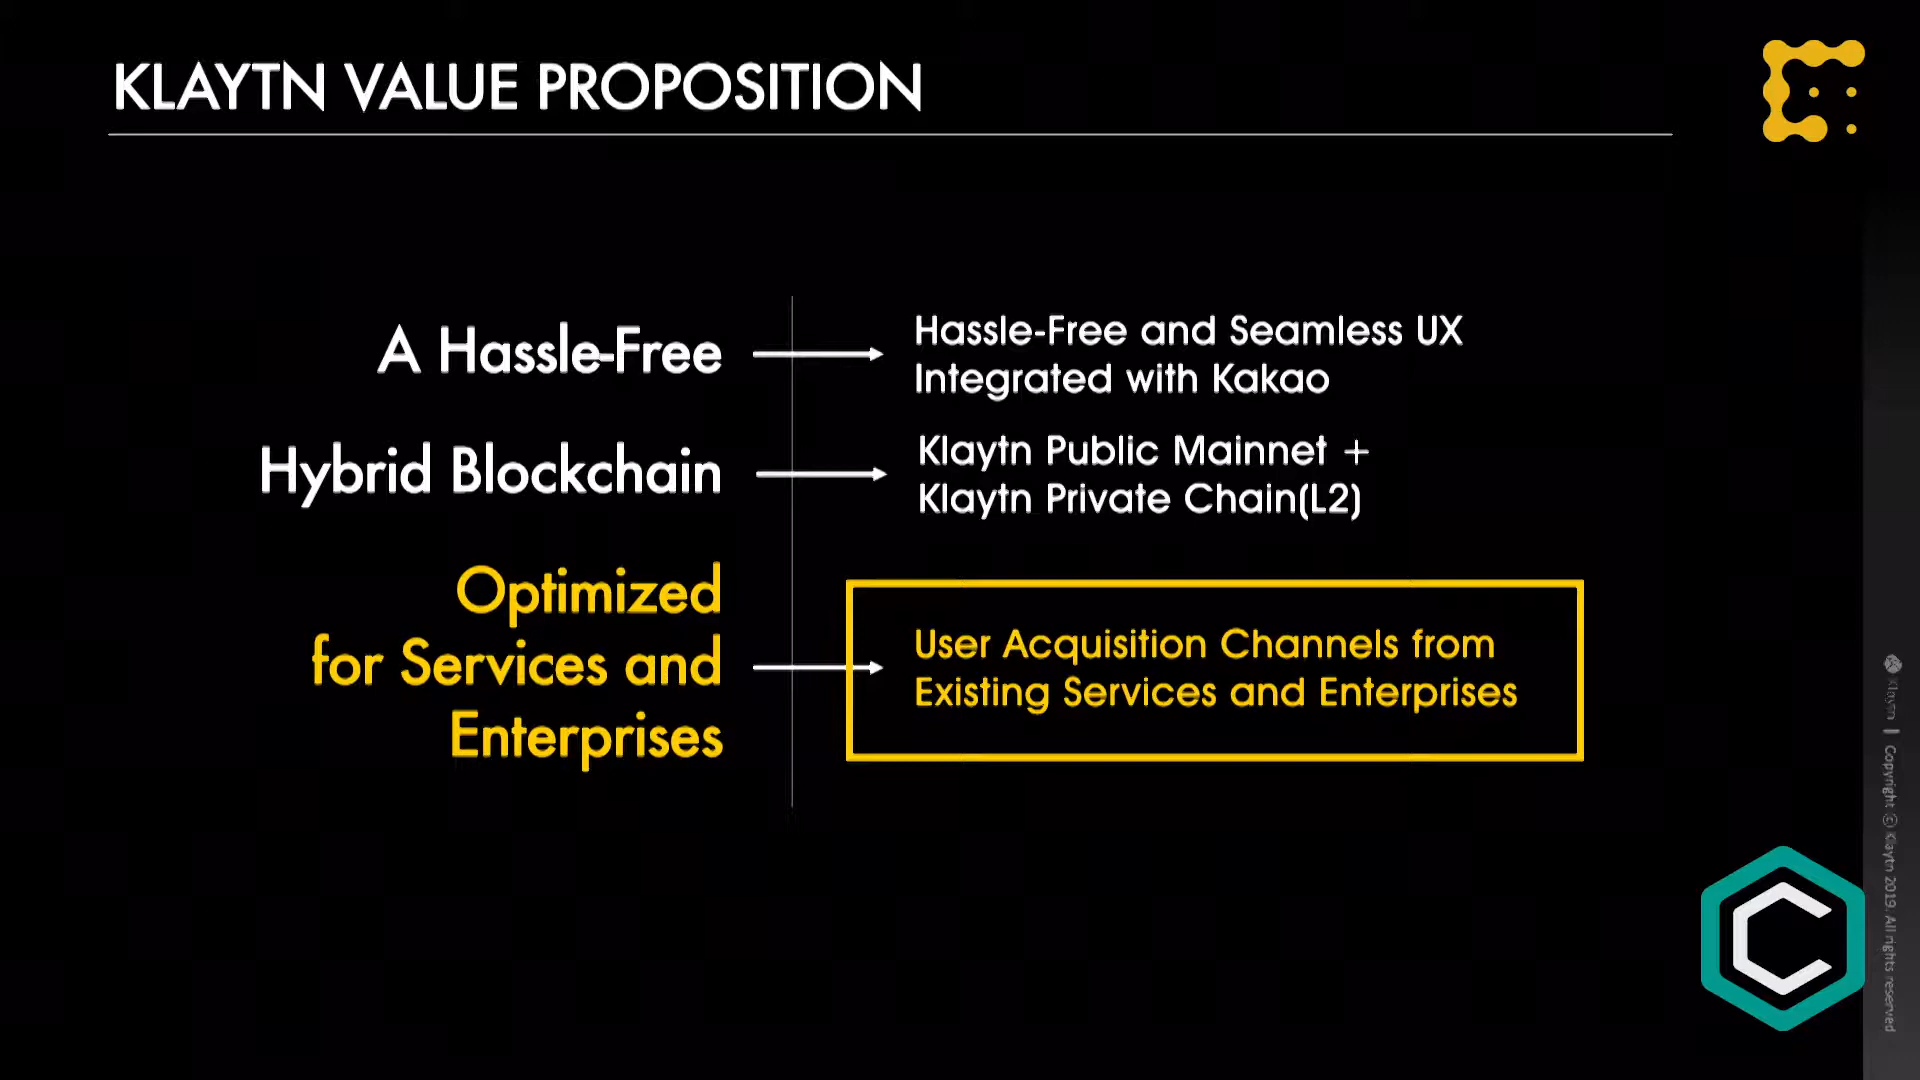 KLAYTN VALUE PROPOSITION
A Hassle-Free
Hassle-Free and Seamless UX
Integrated with Kakao
Hybrid Blockchain
Klaytn Public Mainnet +
Klaytn Private Chain(L2)
Optimized
for Services and
Enterprises
User Acquisition Channels from
Existing Services and Enterprises
Klaytn | Copyright ⓒ Klaytn 2019. All rights reserved